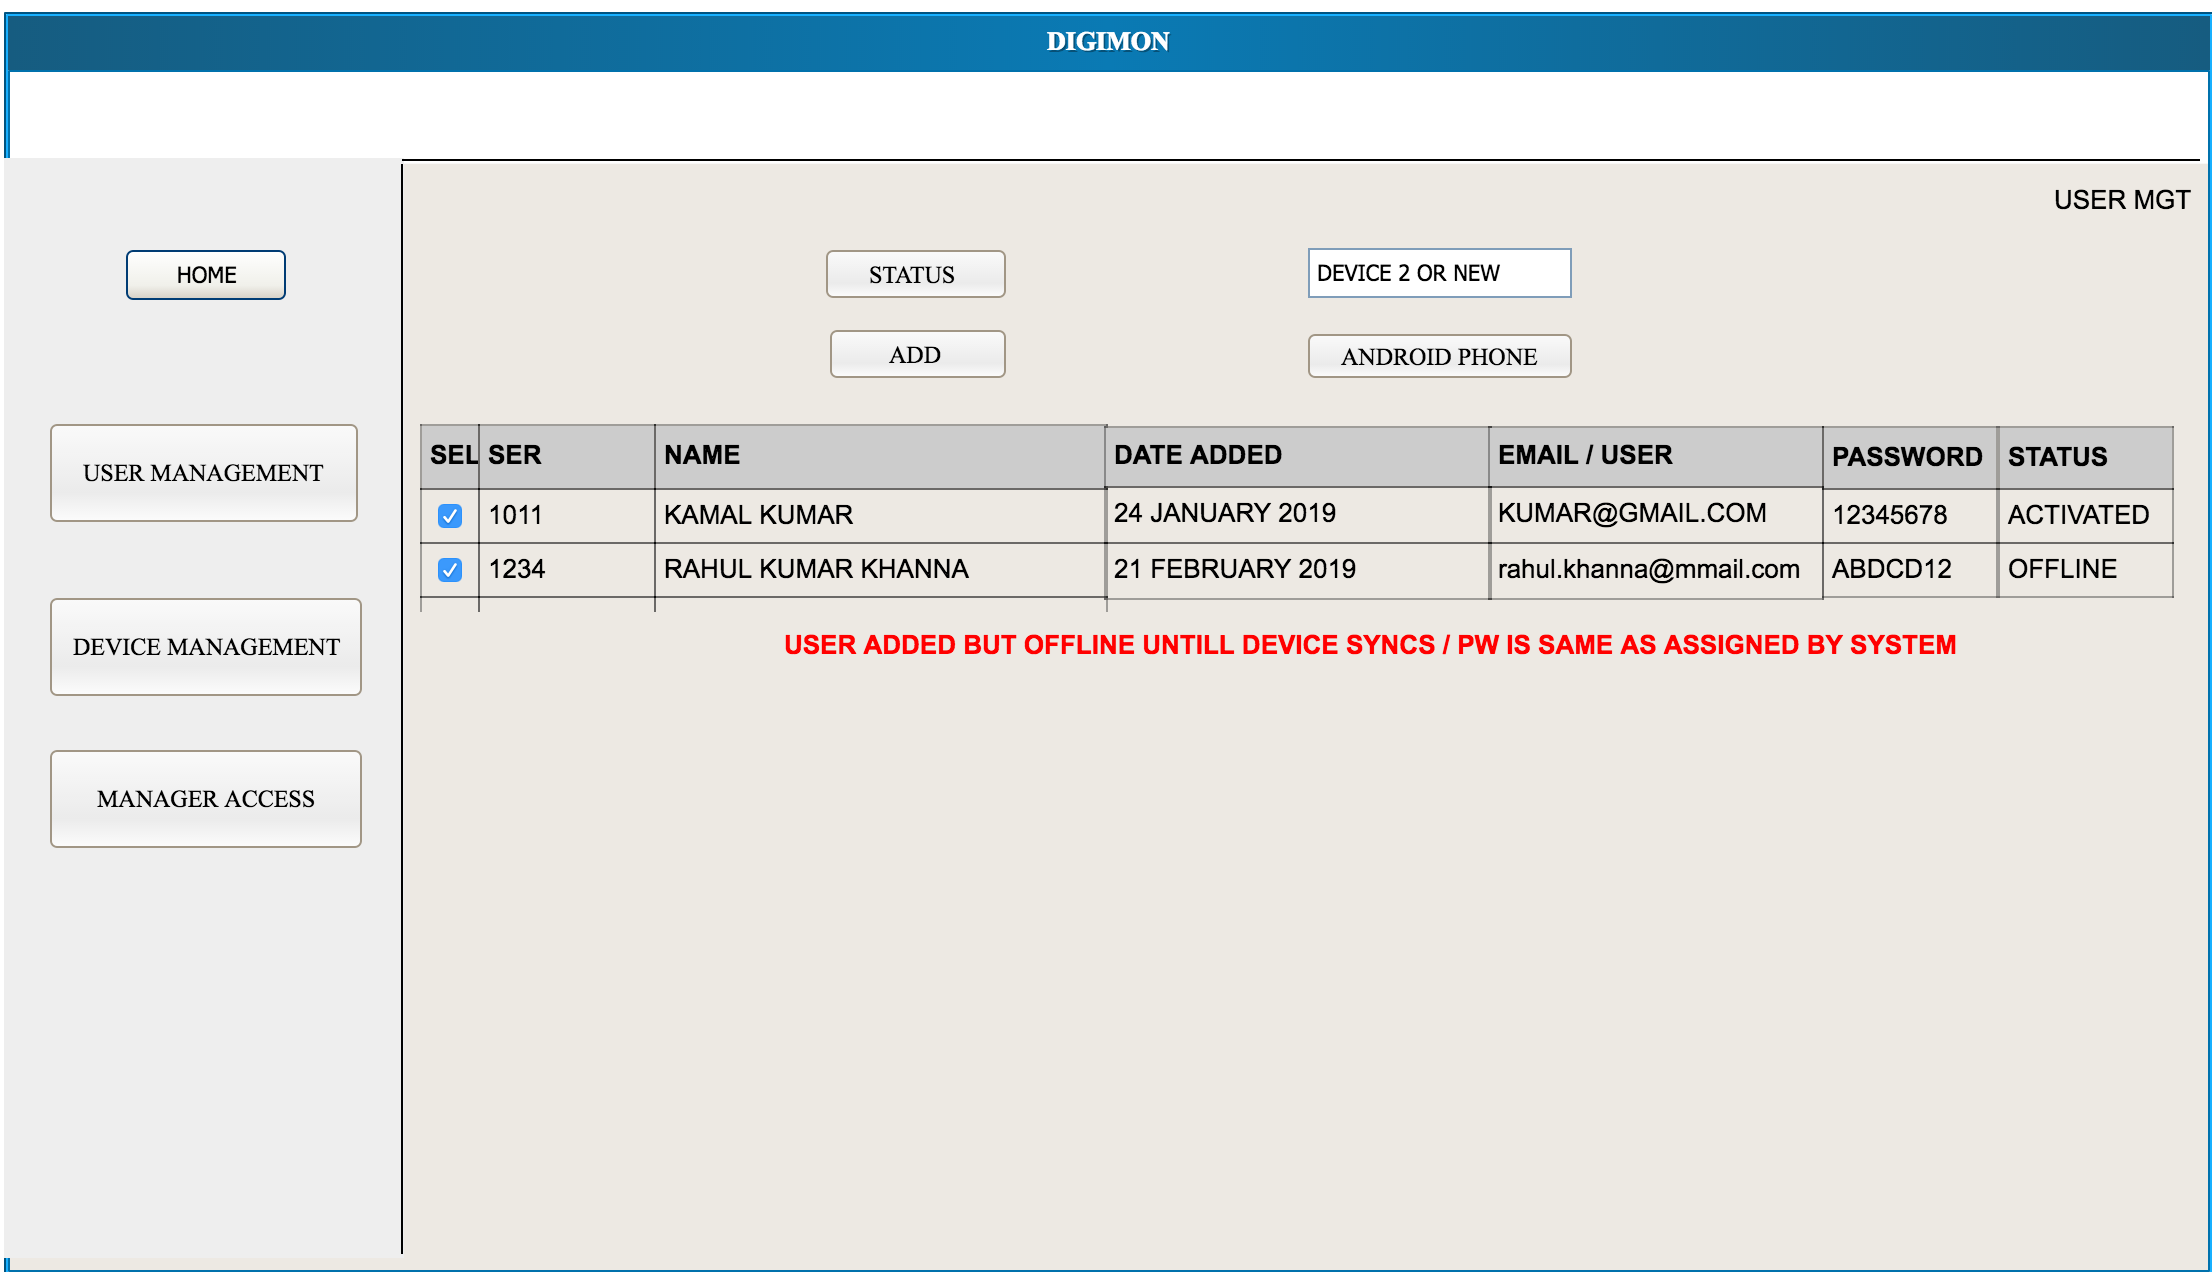 DIGIMON
USER MGT
HOME
STATUS
DEVICE 2 OR NEW
ADD
ANDROID PHONE
USER MANAGEMENT
DEVICE MANAGEMENT
MANAGER ACCESS
SEL SER NAME DATE ADDED EMAIL / USER PASSWORD STATUS
1011 KAMAL KUMAR 24 JANUARY 2019 KUMAR@GMAIL.COM 12345678 ACTIVATED
1234 RAHUL KUMAR KHANNA 21 FEBRUARY 2019 rahul.khanna@mmail.com ABDCD12 OFFLINE
USER ADDED BUT OFFLINE UNTILL DEVICE SYNCS / PW IS SAME AS ASSIGNED BY SYSTEM